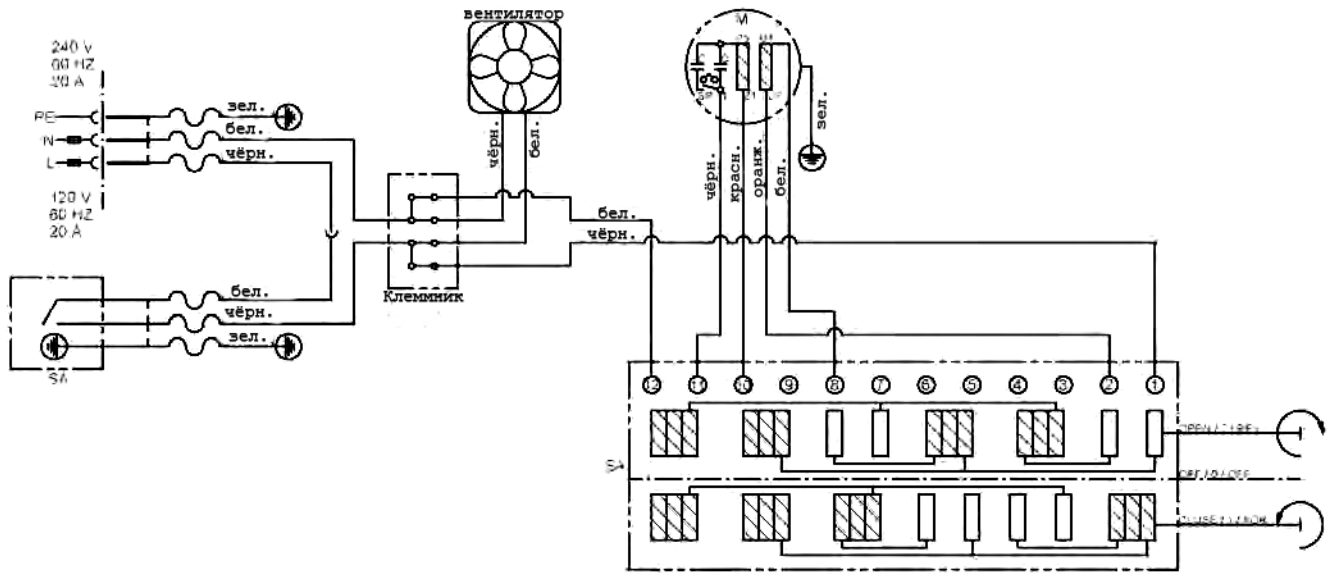 вентилятор
M
240 V
60 HZ
20 A
PE
зел.
N
бел.
L
чёрн.
120 V
60 HZ
20 A
чёрн.
бел.
чёрн.
красн.
оранж.
бел.
зел.
бел.
чёрн.
Клеммник
бел.
чёрн.
зел.
SA
12 11 10 9 8 7 6 5 4 3 2 1
SA